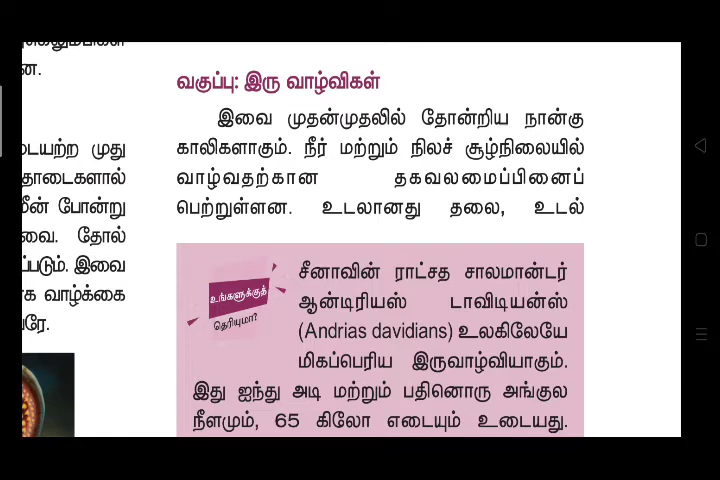 ன.
டையற்ற முது
தாடைகளால்
மீன் போன்று
வை. தோல்
ப்படும். இவை
ாக வாழ்க்கை
ரே.
வகுப்பு: இரு வாழ்விகள்
இவை முதன்முதலில் தோன்றிய நான்கு
காலிகளாகும். நீர் மற்றும் நிலச் சூழ்நிலையில்
வாழ்வதற்கான தகவலமைப்பினைப்
பெற்றுள்ளன. உடலானது தலை, உடல்
உங்களுக்குத்
தெரியுமா?
சீனாவின் ராட்சத சாலமாண்டர்
ஆன்டிரியஸ் டாவிடியன்ஸ்
(Andrias davidians) உலகிலேயே
மிகப்பெரிய இருவாழ்வியாகும்.
இது ஐந்து அடி மற்றும் பதினொரு அங்குல
நீளமும், 65 கிலோ எடையும் உடையது.